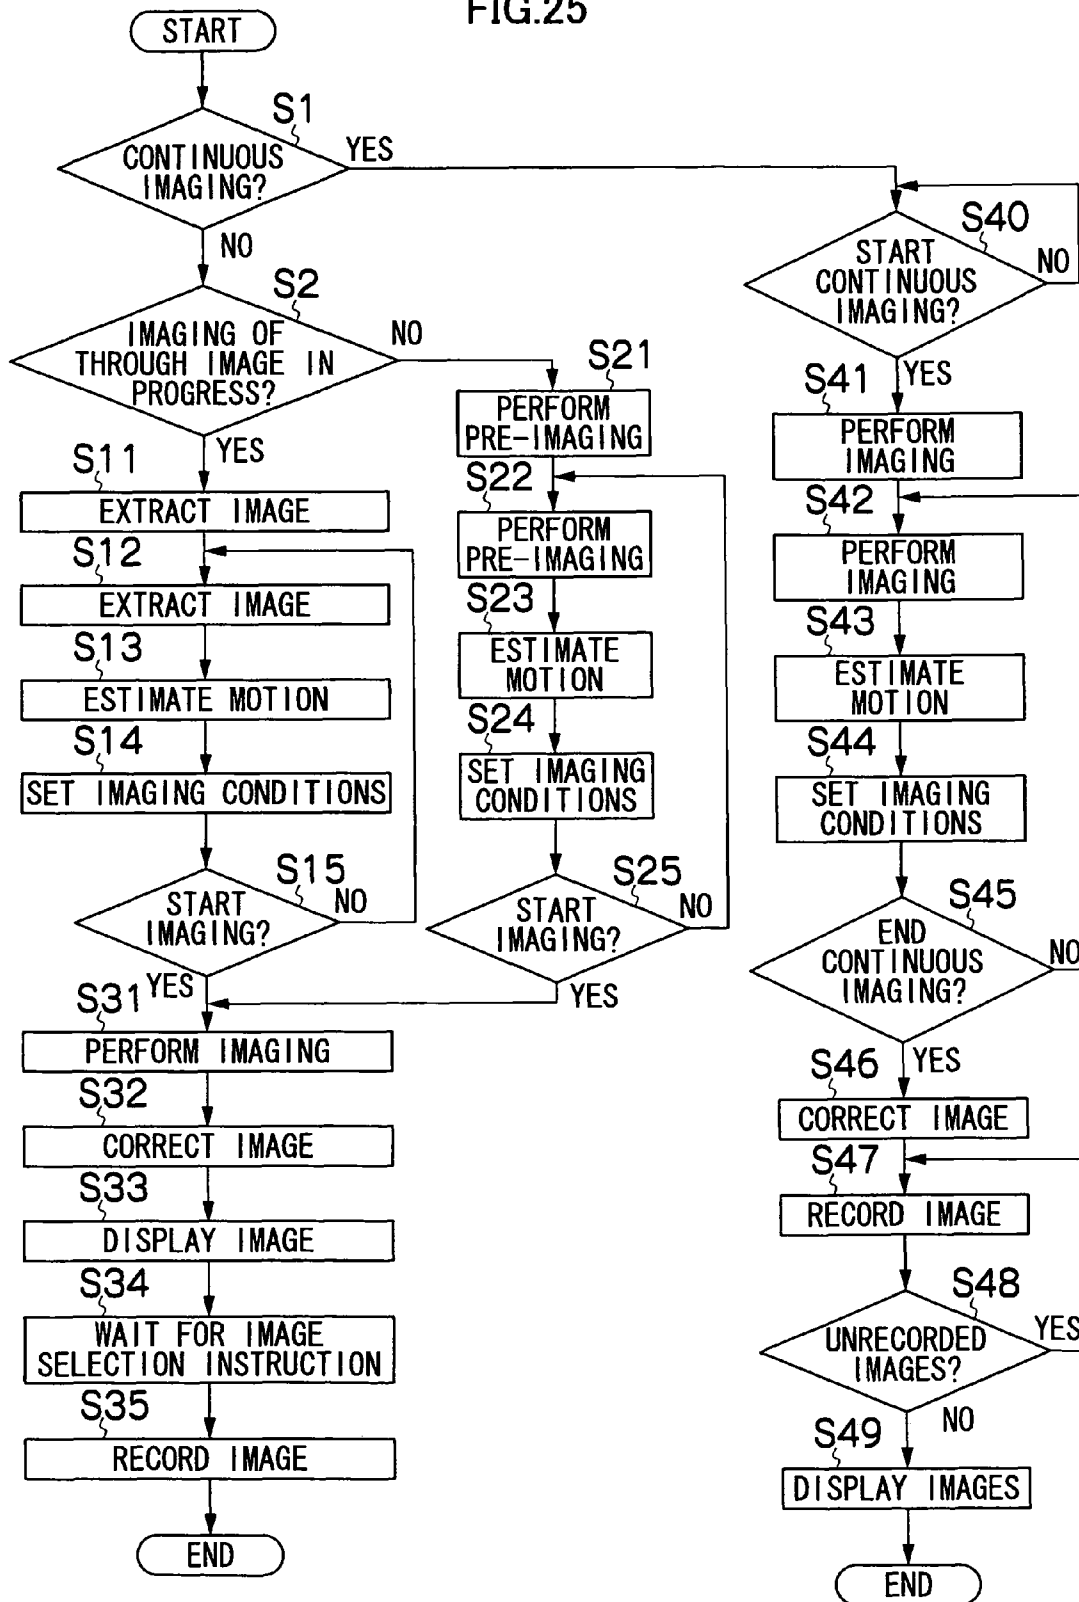 FIG.25
START
S1
CONTINUOUS
IMAGING?
YES
NO
S2
IMAGING OF
THROUGH IMAGE IN
PROGRESS?
NO
YES
S11
EXTRACT IMAGE
S12
EXTRACT IMAGE
S13
ESTIMATE MOTION
S14
SET IMAGING CONDITIONS
S15
START
IMAGING?
NO
YES
S21
PERFORM
PRE-IMAGING
S22
PERFORM
PRE-IMAGING
S23
ESTIMATE
MOTION
S24
SET IMAGING
CONDITIONS
S25
START
IMAGING?
NO
YES
S31
PERFORM IMAGING
S32
CORRECT IMAGE
S33
DISPLAY IMAGE
S34
WAIT FOR IMAGE
SELECTION INSTRUCTION
S35
RECORD IMAGE
END
S40
START
CONTINUOUS
IMAGING?
NO
YES
S41
PERFORM
IMAGING
S42
PERFORM
IMAGING
S43
ESTIMATE
MOTION
S44
SET IMAGING
CONDITIONS
S45
END
CONTINUOUS
IMAGING?
NO
YES
S46
CORRECT IMAGE
S47
RECORD IMAGE
S48
UNRECORDED
IMAGES?
YES
NO
S49
DISPLAY IMAGES
END